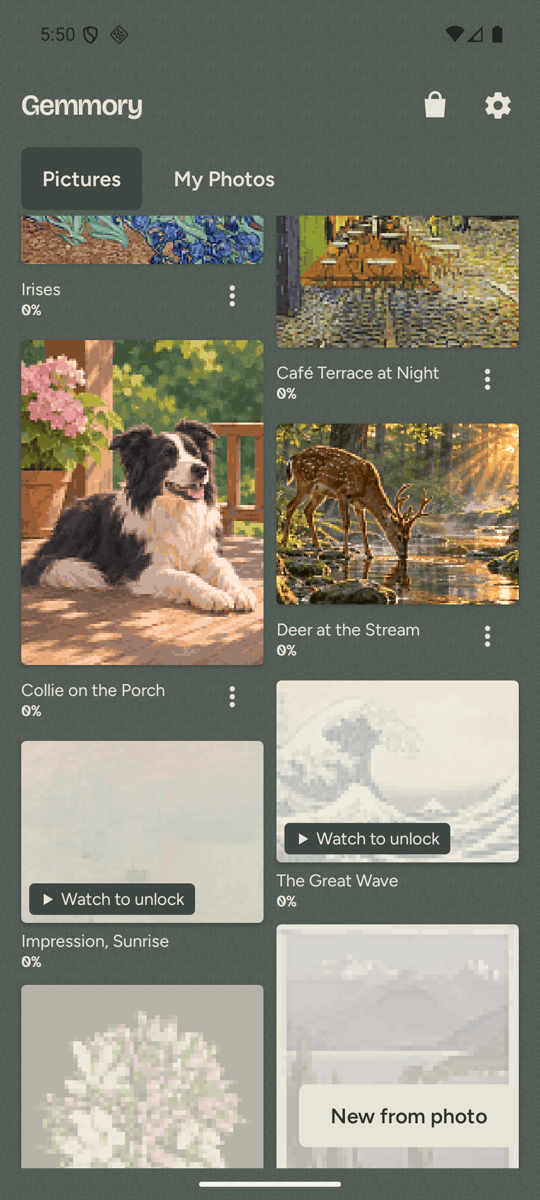 5:50
Gemmory
Pictures
My Photos
Irises
0%
Café Terrace at Night
0%
Deer at the Stream
0%
Collie on the Porch
0%
Watch to unlock
The Great Wave
0%
Watch to unlock
Impression, Sunrise
0%
New from photo